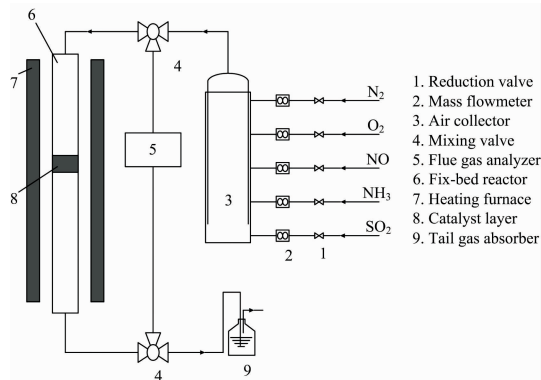 6
7
4
N₂
O₂
5
NO
8
3
NH₃
SO₂
2
1
4
9
1. Reduction valve
2. Mass flowmeter
3. Air collector
4. Mixing valve
5. Flue gas analyzer
6. Fix-bed reactor
7. Heating furnace
8. Catalyst layer
9. Tail gas absorber